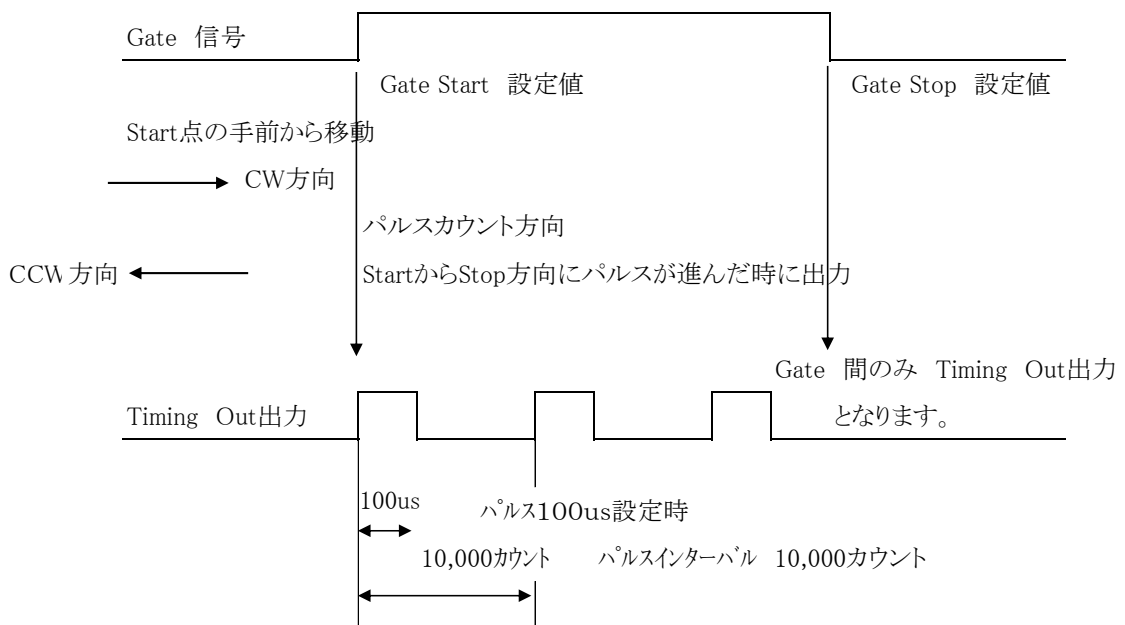 Gate 信号
Gate Start 設定値
Gate Stop 設定値
Start点の手前から移動
CW方向
パルスカウント方向
CCW方向
StartからStop方向にパルスが進んだ時に出力
Gate 間のみ Timing Out出力
となります。
Timing Out出力
100us
ﾊﾟﾙｽ100us設定時
10,000ｶｳﾝﾄ
ﾊﾟﾙｽｲﾝﾀｰﾊﾞﾙ 10,000ｶｳﾝﾄ